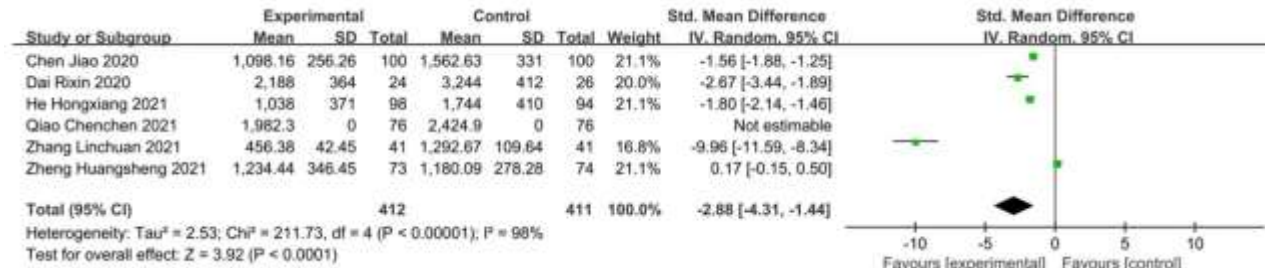 Experimental Control Std. Mean Difference Std. Mean Difference
Study or Subgroup Mean SD Total Mean SD Total Weight IV. Random. 95% CI IV. Random. 95% CI
Chen Jiao 2020 1,098.16 256.26 100 1,562.63 331 100 21.1% -1.56 [-1.88, -1.25]
Dai Rixin 2020 2,188 364 24 3,244 412 26 20.0% -2.67 [-3.44, -1.89]
He Hongxiang 2021 1,038 371 98 1,744 410 94 21.1% -1.80 [-2.14, -1.46]
Qiao Chenchen 2021 1,982.3 0 76 2,424.9 0 76 Not estimable
Zhang Linchuan 2021 456.38 42.45 41 1,292.67 109.64 41 16.8% -9.96 [-11.59, -8.34]
Zheng Huangsheng 2021 1,234.44 346.45 73 1,180.09 278.28 74 21.1% 0.17 [-0.15, 0.50]
Total (95% CI) 412 411 100.0% -2.88 [-4.31, -1.44]
Heterogeneity: Tau² = 2.53; Chi² = 211.73, df = 4 (P < 0.00001); I² = 98%
Test for overall effect: Z = 3.92 (P < 0.0001)
-10 -5 0 5 10
Favours [experimental] Favours [control]